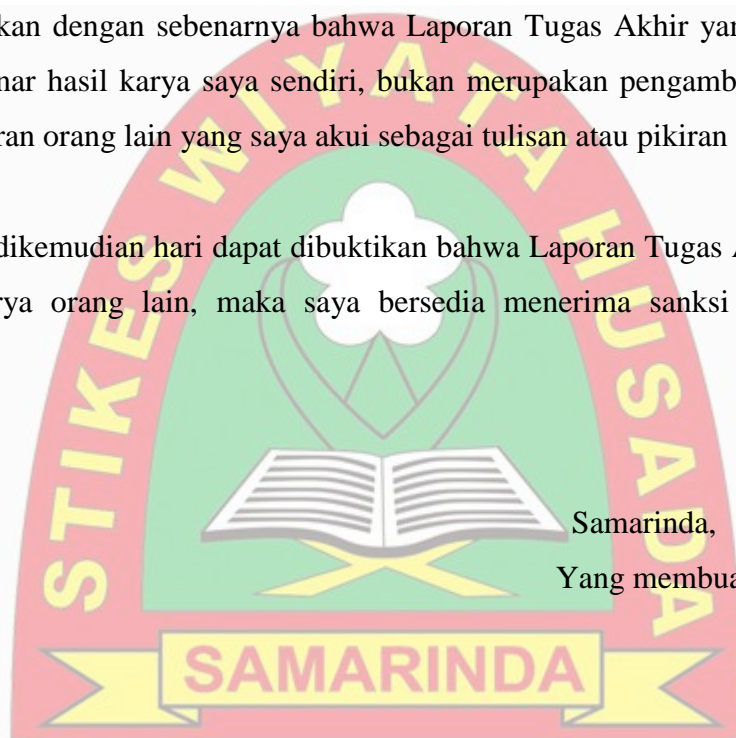 kan dengan sebenarnya bahwa Laporan Tugas Akhir yan
nar hasil karya saya sendiri, bukan merupakan pengamb
ran orang lain yang saya akui sebagai tulisan atau pikiran
dikemudian hari dapat dibuktikan bahwa Laporan Tugas A
rya orang lain, maka saya bersedia menerima sanksi
Samarinda,
Yang membua
STIKES WIYATA HUSADA
SAMARINDA